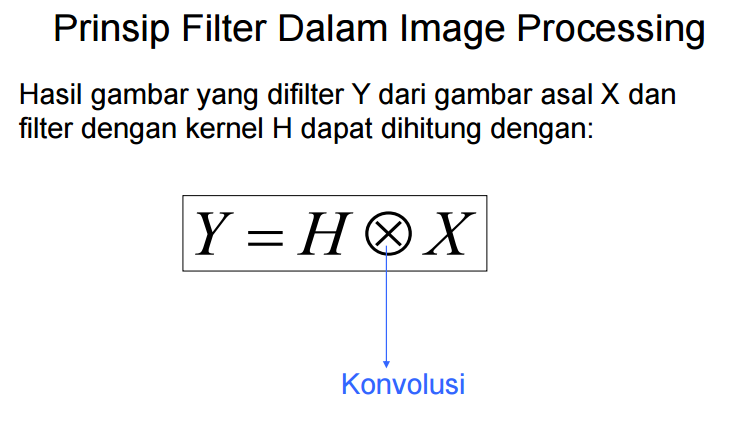 Prinsip Filter Dalam Image Processing
Hasil gambar yang difilter Y dari gambar asal X dan
filter dengan kernel H dapat dihitung dengan:
Y = H ⊗ X
Konvolusi